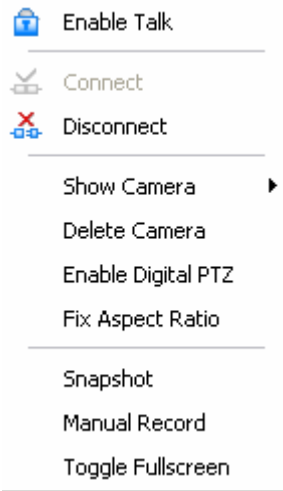 Enable Talk
Connect
Disconnect
Show Camera
Delete Camera
Enable Digital PTZ
Fix Aspect Ratio
Snapshot
Manual Record
Toggle Fullscreen